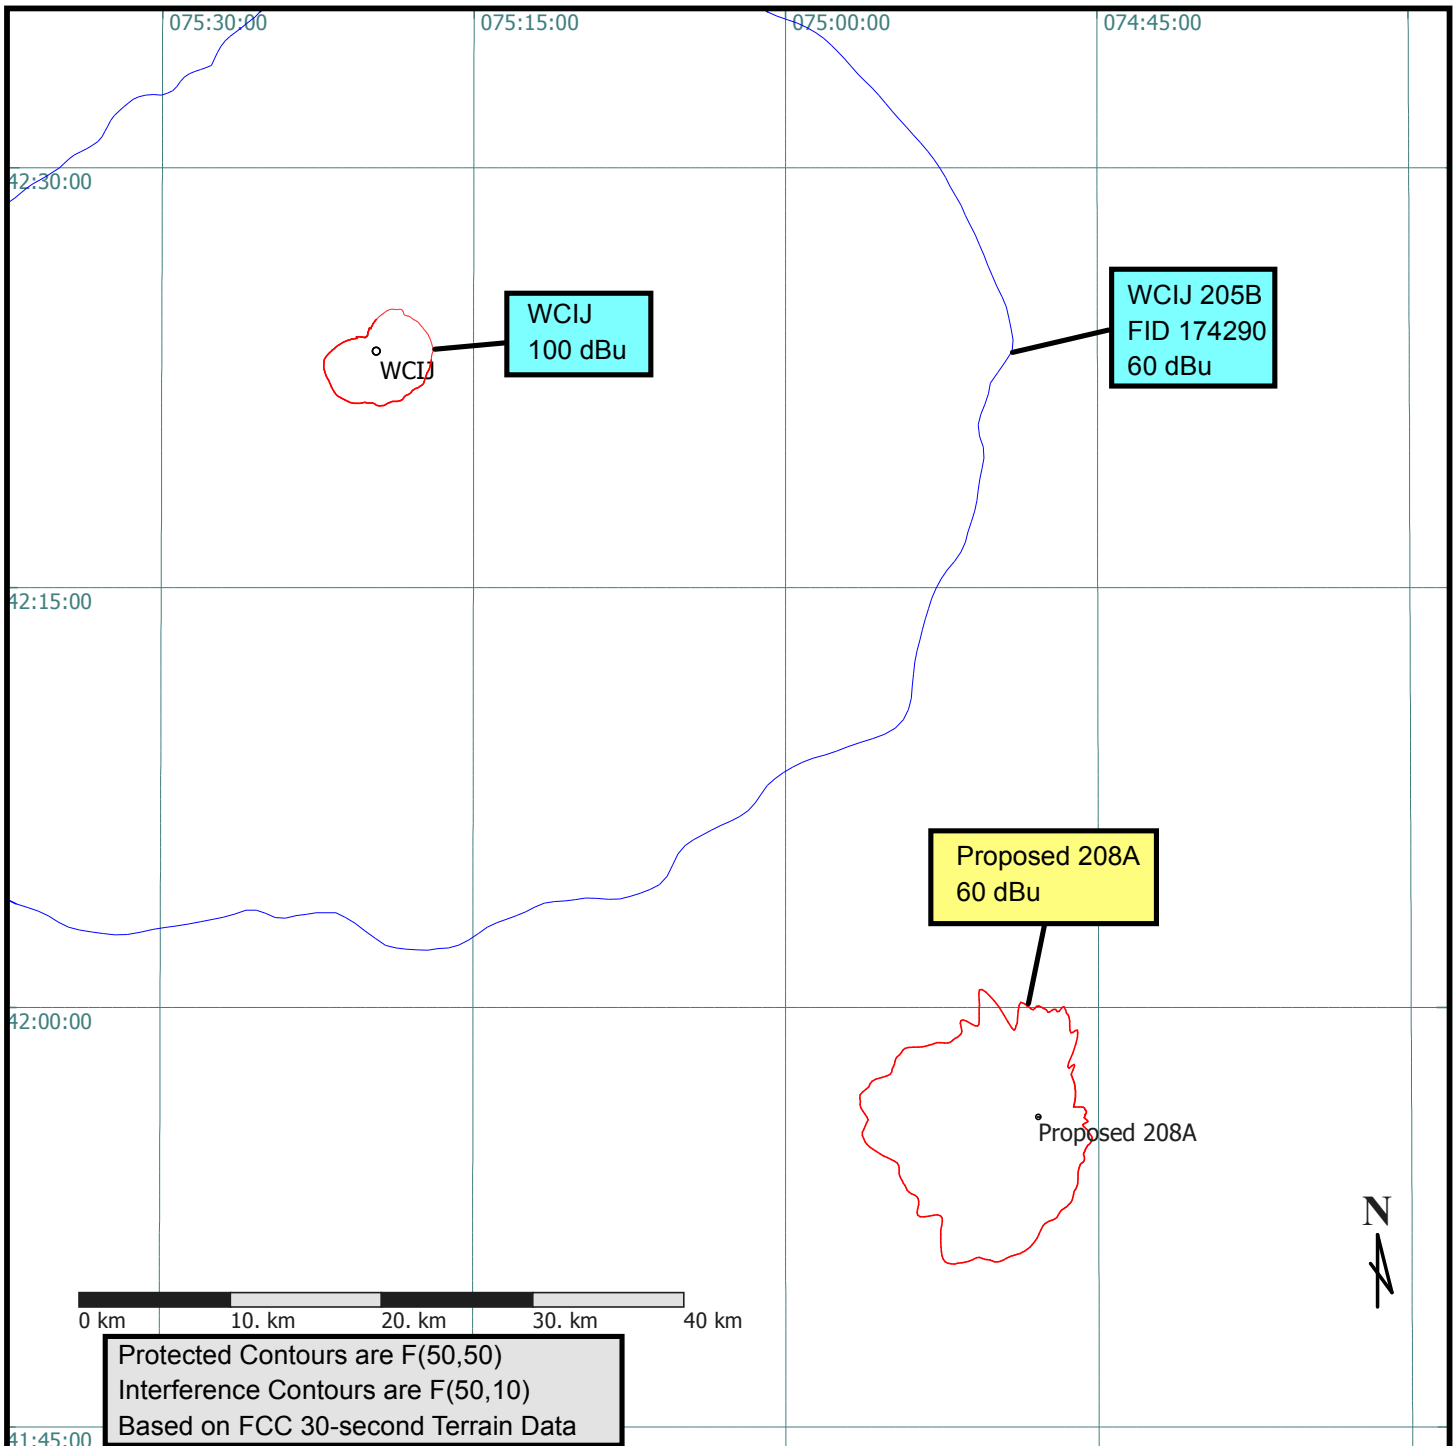 075:30:00
075:15:00
075:00:00
074:45:00
42:30:00
WCIJ
100 dBu
WCIJ 205B
FID 174290
60 dBu
WCIJ
42:15:00
Proposed 208A
60 dBu
42:00:00
Proposed 208A
N
0 km
10. km
20. km
30. km
40 km
Protected Contours are F(50,50)
Interference Contours are F(50,10)
Based on FCC 30-second Terrain Data
41:45:00